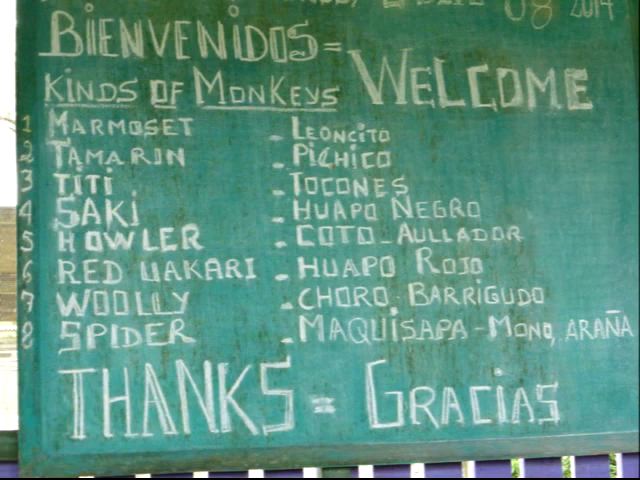 08 2014
BIENVENIDOS = WELCOME
KINDS OF MONKEYS
1 MARMOSET - LEONCITO
2 TAMARIN - PICHICO
3 TITI - TOCONES
4 SAKI - HUAPO NEGRO
5 HOWLER - COTO-AULLADOR
6 RED UAKARI - HUAPO ROJO
7 WOOLLY - CHORO-BARRIGUDO
8 SPIDER - MAQUISAPA-MONO, ARAÑA
THANKS = GRACIAS